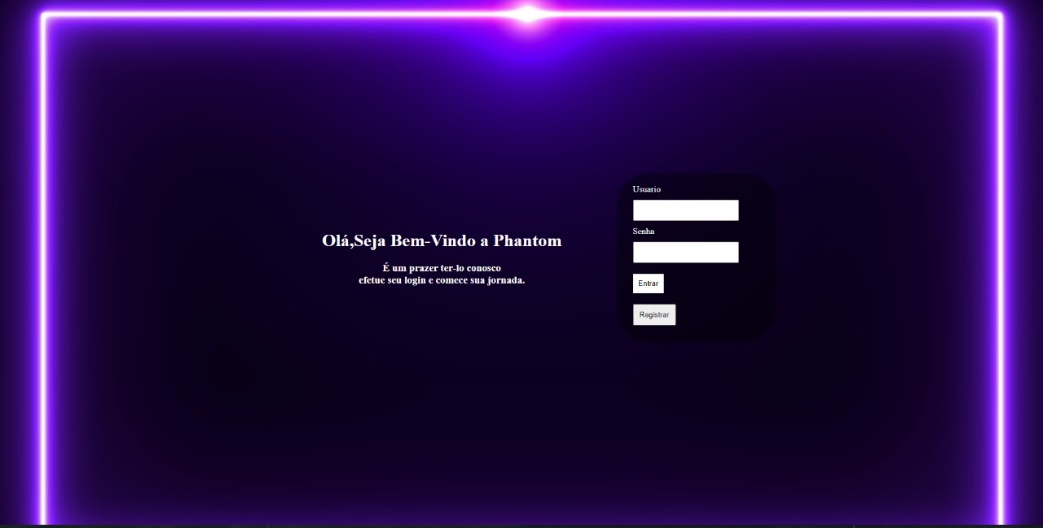 Olá,Seja Bem-Vindo a Phantom
É um prazer ter-lo conosco
efetue seu login e comece sua jornada.
Usuario
Senha
Entrar
Registrar